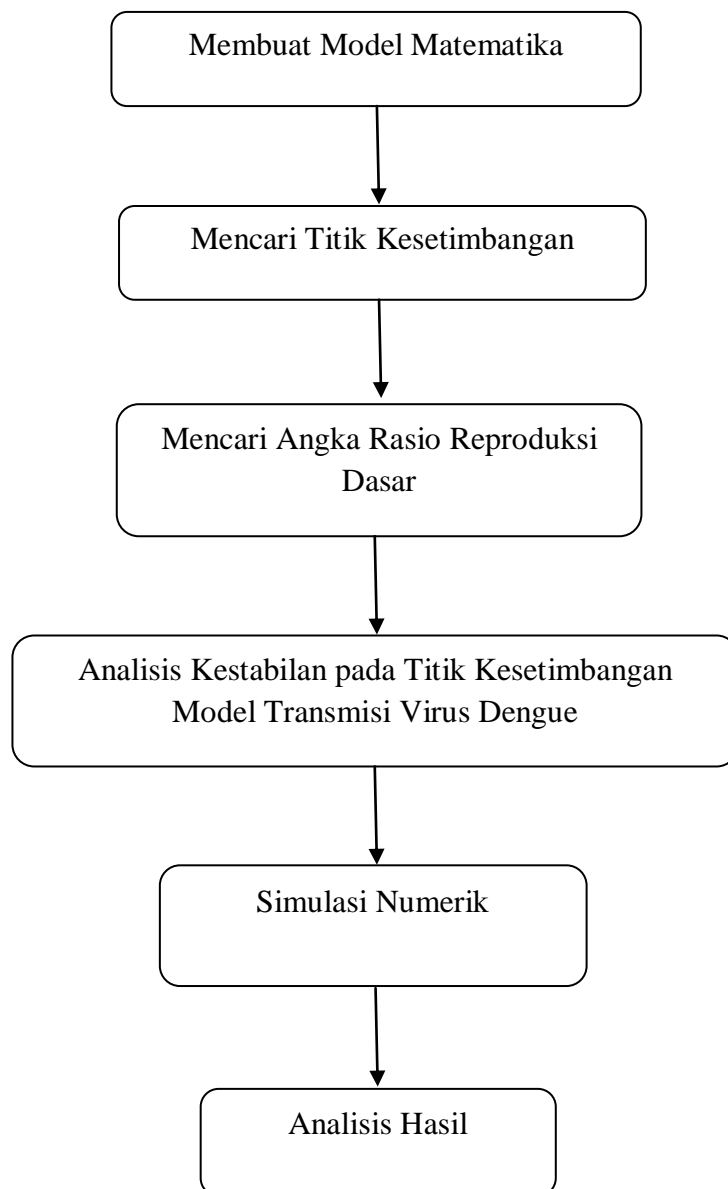 Membuat Model Matematika
Mencari Titik Kesetimbangan
Mencari Angka Rasio Reproduksi
Dasar
Analisis Kestabilan pada Titik Kesetimbangan
Model Transmisi Virus Dengue
Simulasi Numerik
Analisis Hasil